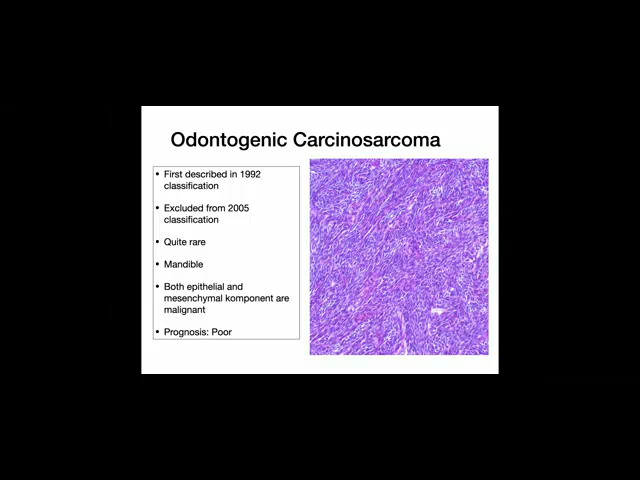 Odontogenic Carcinosarcoma
• First described in 1992
classification
• Excluded from 2005
classification
• Quite rare
• Mandible
• Both epithelial and
mesenchymal komponent are
malignant
• Prognosis: Poor